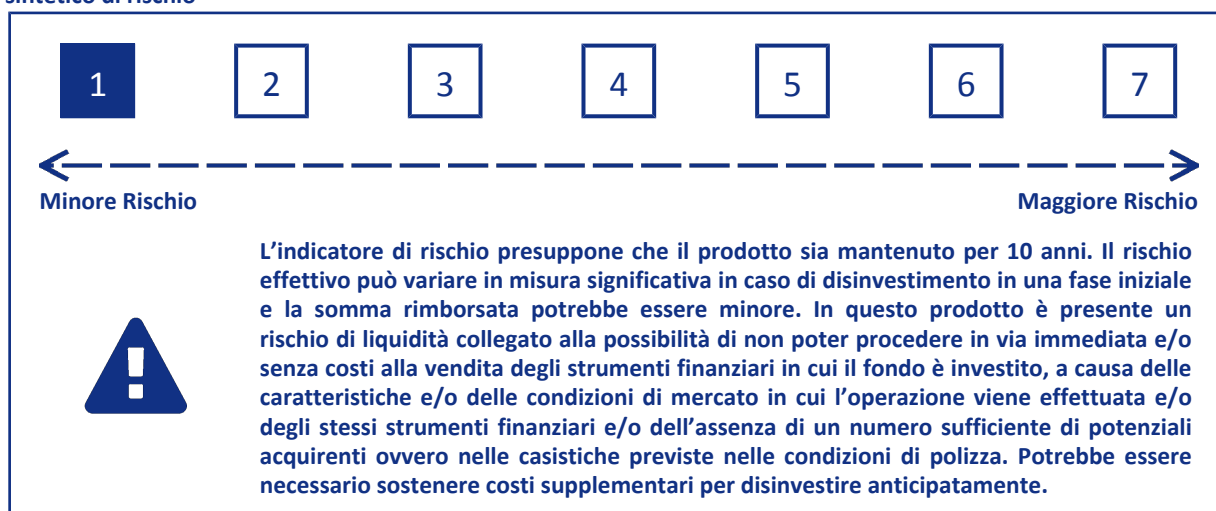 sintetico di rischio
1 2 3 4 5 6 7
Minore Rischio Maggiore Rischio
L’indicatore di rischio presuppone che il prodotto sia mantenuto per 10 anni. Il rischio
effettivo può variare in misura significativa in caso di disinvestimento in una fase iniziale
e la somma rimborsata potrebbe essere minore. In questo prodotto è presente un
rischio di liquidità collegato alla possibilità di non poter procedere in via immediata e/o
senza costi alla vendita degli strumenti finanziari in cui il fondo è investito, a causa delle
caratteristiche e/o delle condizioni di mercato in cui l’operazione viene effettuata e/o
degli stessi strumenti finanziari e/o dell’assenza di un numero sufficiente di potenziali
acquirenti ovvero nelle casistiche previste nelle condizioni di polizza. Potrebbe essere
necessario sostenere costi supplementari per disinvestire anticipatamente.